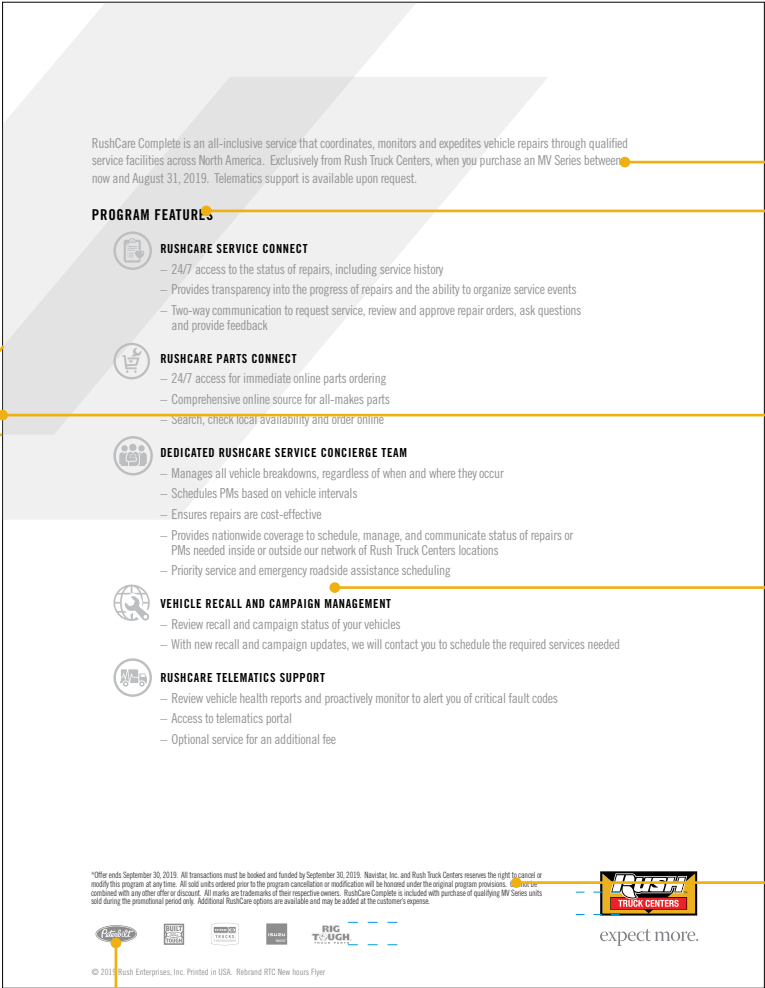 RushCare Complete is an all-inclusive service that coordinates, monitors and expedites vehicle repairs through qualified
service facilities across North America.  Exclusively from Rush Truck Centers, when you purchase an MV Series between
now and August 31, 2019.  Telematics support is available upon request.
PROGRAM FEATURES
RUSHCARE SERVICE CONNECT
– 24/7 access to the status of repairs, including service history
– Provides transparency into the progress of repairs and the ability to organize service events
– Two-way communication to request service, review and approve repair orders, ask questions
and provide feedback
RUSHCARE PARTS CONNECT
– 24/7 access for immediate online parts ordering
– Comprehensive online source for all-makes parts
– Search, check local availability and order online
DEDICATED RUSHCARE SERVICE CONCIERGE TEAM
– Manages all vehicle breakdowns, regardless of when and where they occur
– Schedules PMs based on vehicle intervals
– Ensures repairs are cost-effective
– Provides nationwide coverage to schedule, manage, and communicate status of repairs or
PMs needed inside or outside our network of Rush Truck Centers locations
– Priority service and emergency roadside assistance scheduling
VEHICLE RECALL AND CAMPAIGN MANAGEMENT
– Review recall and campaign status of your vehicles
– With new recall and campaign updates, we will contact you to schedule the required services needed
RUSHCARE TELEMATICS SUPPORT
– Review vehicle health reports and proactively monitor to alert you of critical fault codes
– Access to telematics portal
– Optional service for an additional fee
*Offer ends September 30, 2019.  All transactions must be booked and funded by September 30, 2019.  Navistar, Inc. and Rush Truck Centers reserves the right to cancel or
modify this program at any time.  All sold units ordered prior to the program cancellation or modification will be honored under the original program provisions.  be
combined with any other offer or discount.  All marks are trademarks of their respective owners.  RushCare Complete is included with purchase of qualifying MV Series units
sold during the promotional period only.  Additional RushCare options are available and may be added at the customer's expense.
RUSH
TRUCK CENTERS
Peterbilt
BUILT
TOUGH
TRUCKS
ISUZU
RIG
TOUGH
TRUCK PARTS
expect more.
© 2019 Rush Enterprises, Inc. Printed in USA.  Rebrand RTC New hours Flyer